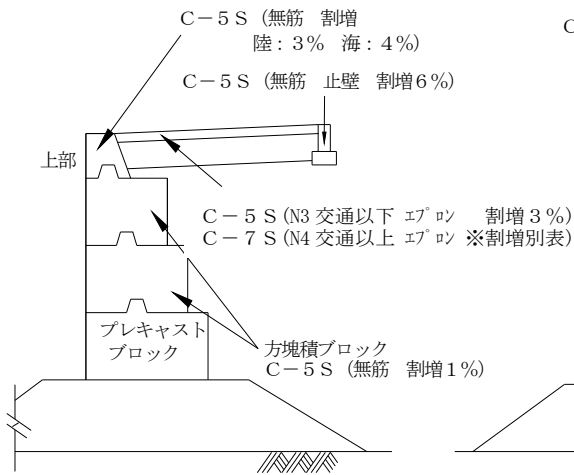 Ｃ－５Ｓ（無筋　割増
陸：３％　海：４％）
Ｃ
Ｃ－５Ｓ（無筋　止壁　割増６％）
上部
Ｃ－５Ｓ（N3 交通以下 ｴﾌﾟﾛﾝ　割増３％）
Ｃ－７Ｓ（N4 交通以上 ｴﾌﾟﾛﾝ ※割増別表）
プレキャスト
ブロック
方塊積ブロック
Ｃ－５Ｓ（無筋　割増１％）